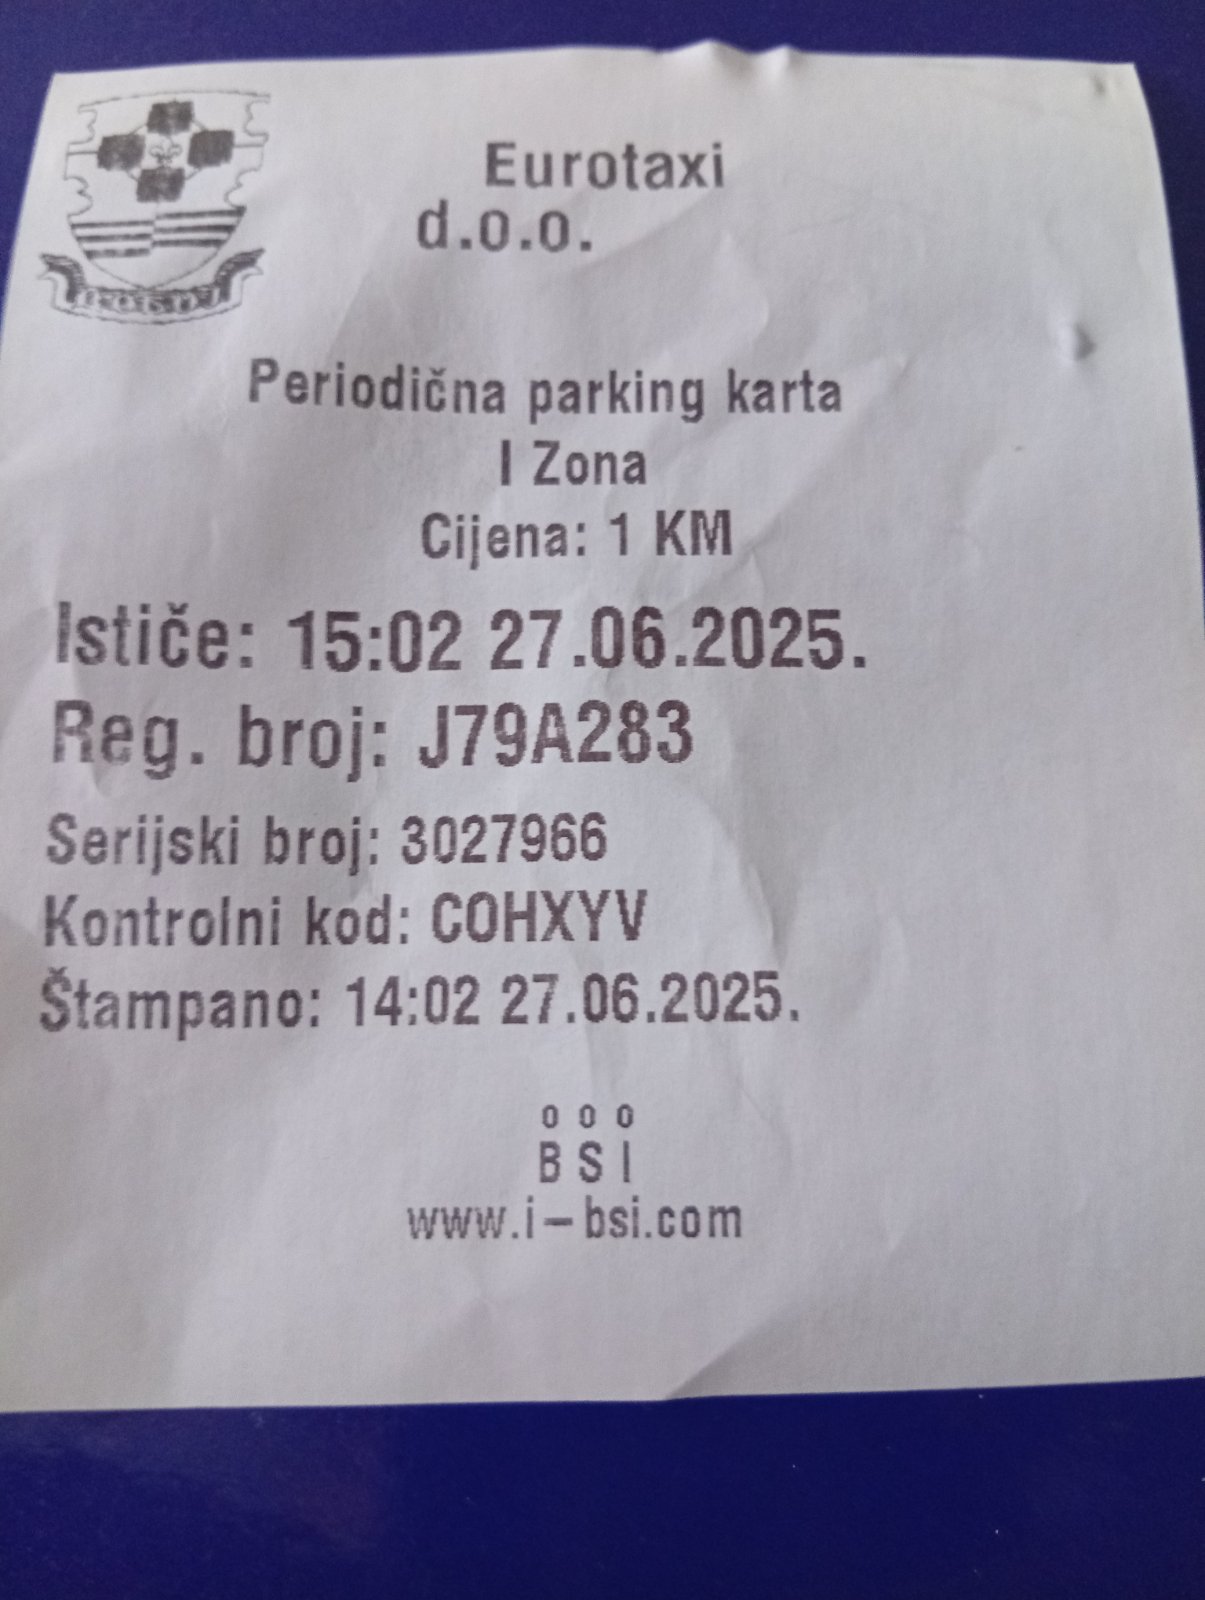 Eurotaxi
d.o.o.
Periodična parking karta
I Zona
Cijena: 1 KM
Ističe: 15:02 27.06.2025.
Reg. broj: J79A283
Serijski broj: 3027966
Kontrolni kod: COHXYV
Štampano: 14:02 27.06.2025.
o o o
B S I
www.i-bsi.com